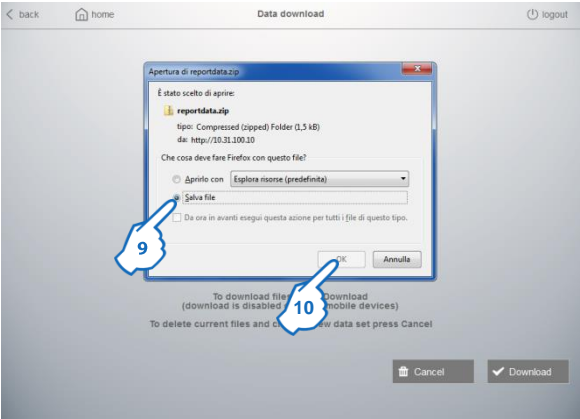 back home Data download logout
Apertura di reportdata.zip
È stato scelto di aprire:
reportdata.zip
tipo: Compressed (zipped) Folder (1,5 kB)
da: http://10.31.100.10
Che cosa deve fare Firefox con questo file?
Aprirlo con Esplora risorse (predefinita)
Salva file
Da ora in avanti esegui questa azione per tutti i file di questo tipo.
9
OK Annulla
10
To download files Download
(download is disabled mobile devices)
To delete current files and data set press Cancel
Cancel Download